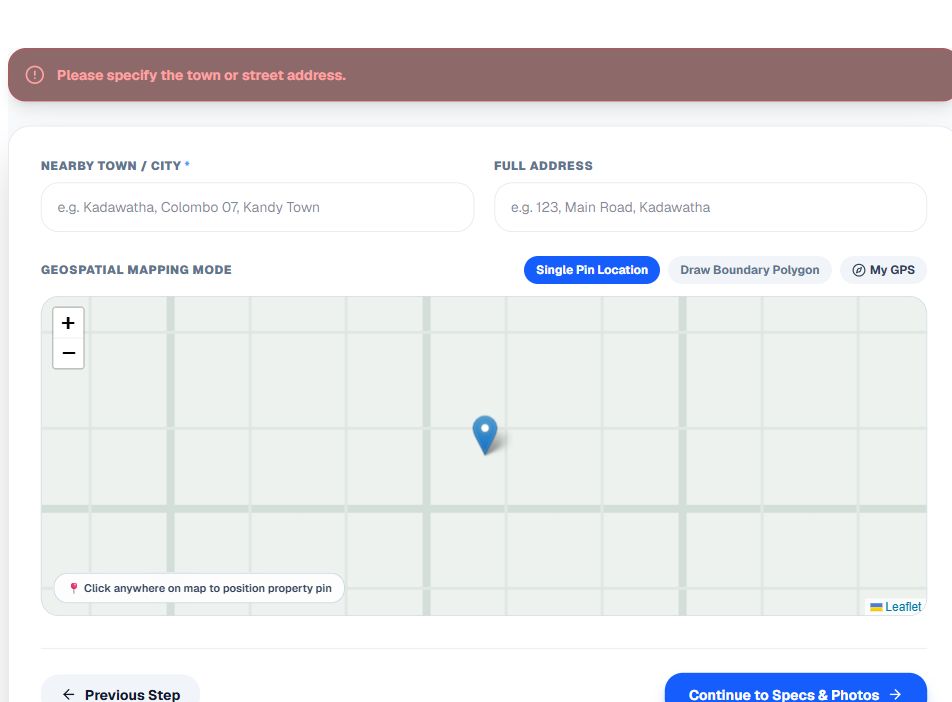 Please specify the town or street address.
NEARBY TOWN / CITY * FULL ADDRESS
e.g. Kadawatha, Colombo 07, Kandy Town e.g. 123, Main Road, Kadawatha
GEOSPATIAL MAPPING MODE Single Pin Location Draw Boundary Polygon My GPS
+
−
📍 Click anywhere on map to position property pin
Leaflet
← Previous Step Continue to Specs & Photos →